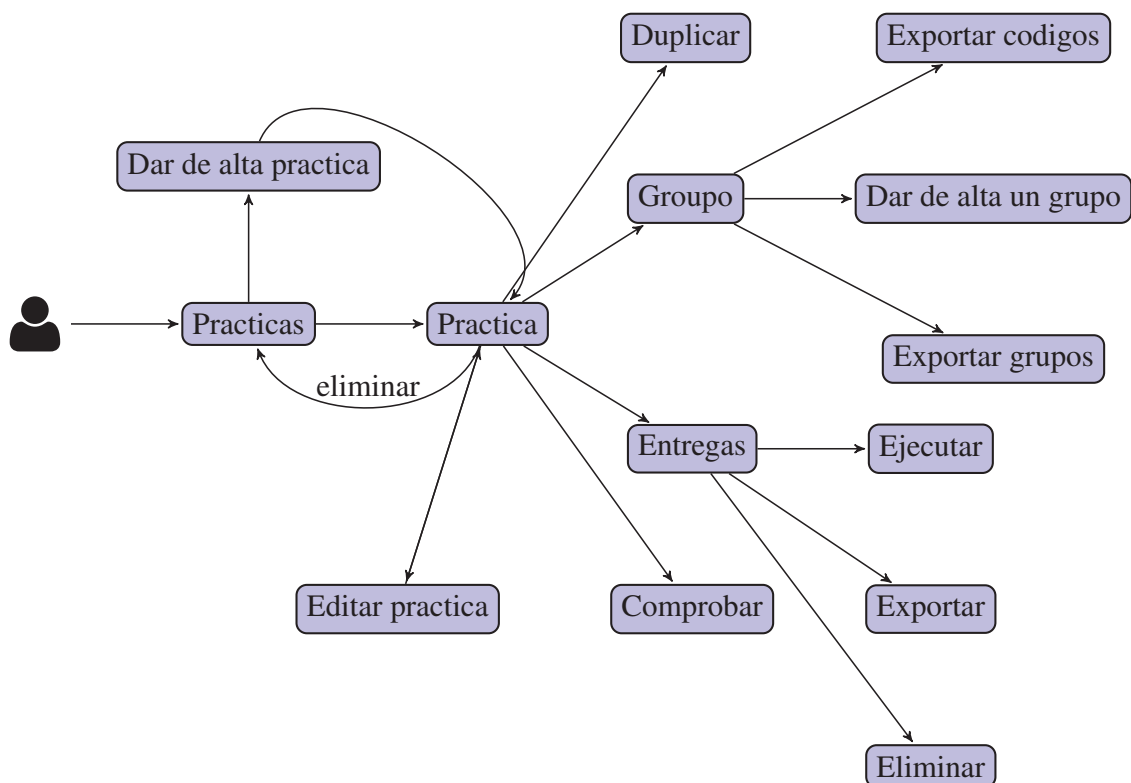 Duplicar
Exportar codigos
Dar de alta practica
Groupo
Dar de alta un grupo
Practicas
Practica
Exportar grupos
eliminar
Entregas
Ejecutar
Editar practica
Comprobar
Exportar
Eliminar